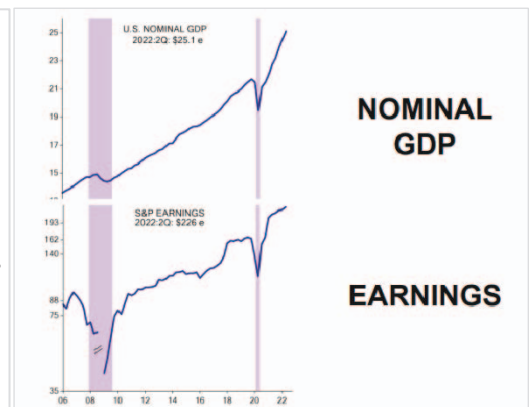 U.S. NOMINAL GDP
2022:2Q: $25.1 e
25
23
21
19
17
15
NOMINAL
GDP
S&P EARNINGS
2022:2Q: $226 e
193
162
140
88
75
35
EARNINGS
06 08 10 12 14 16 18 20 22